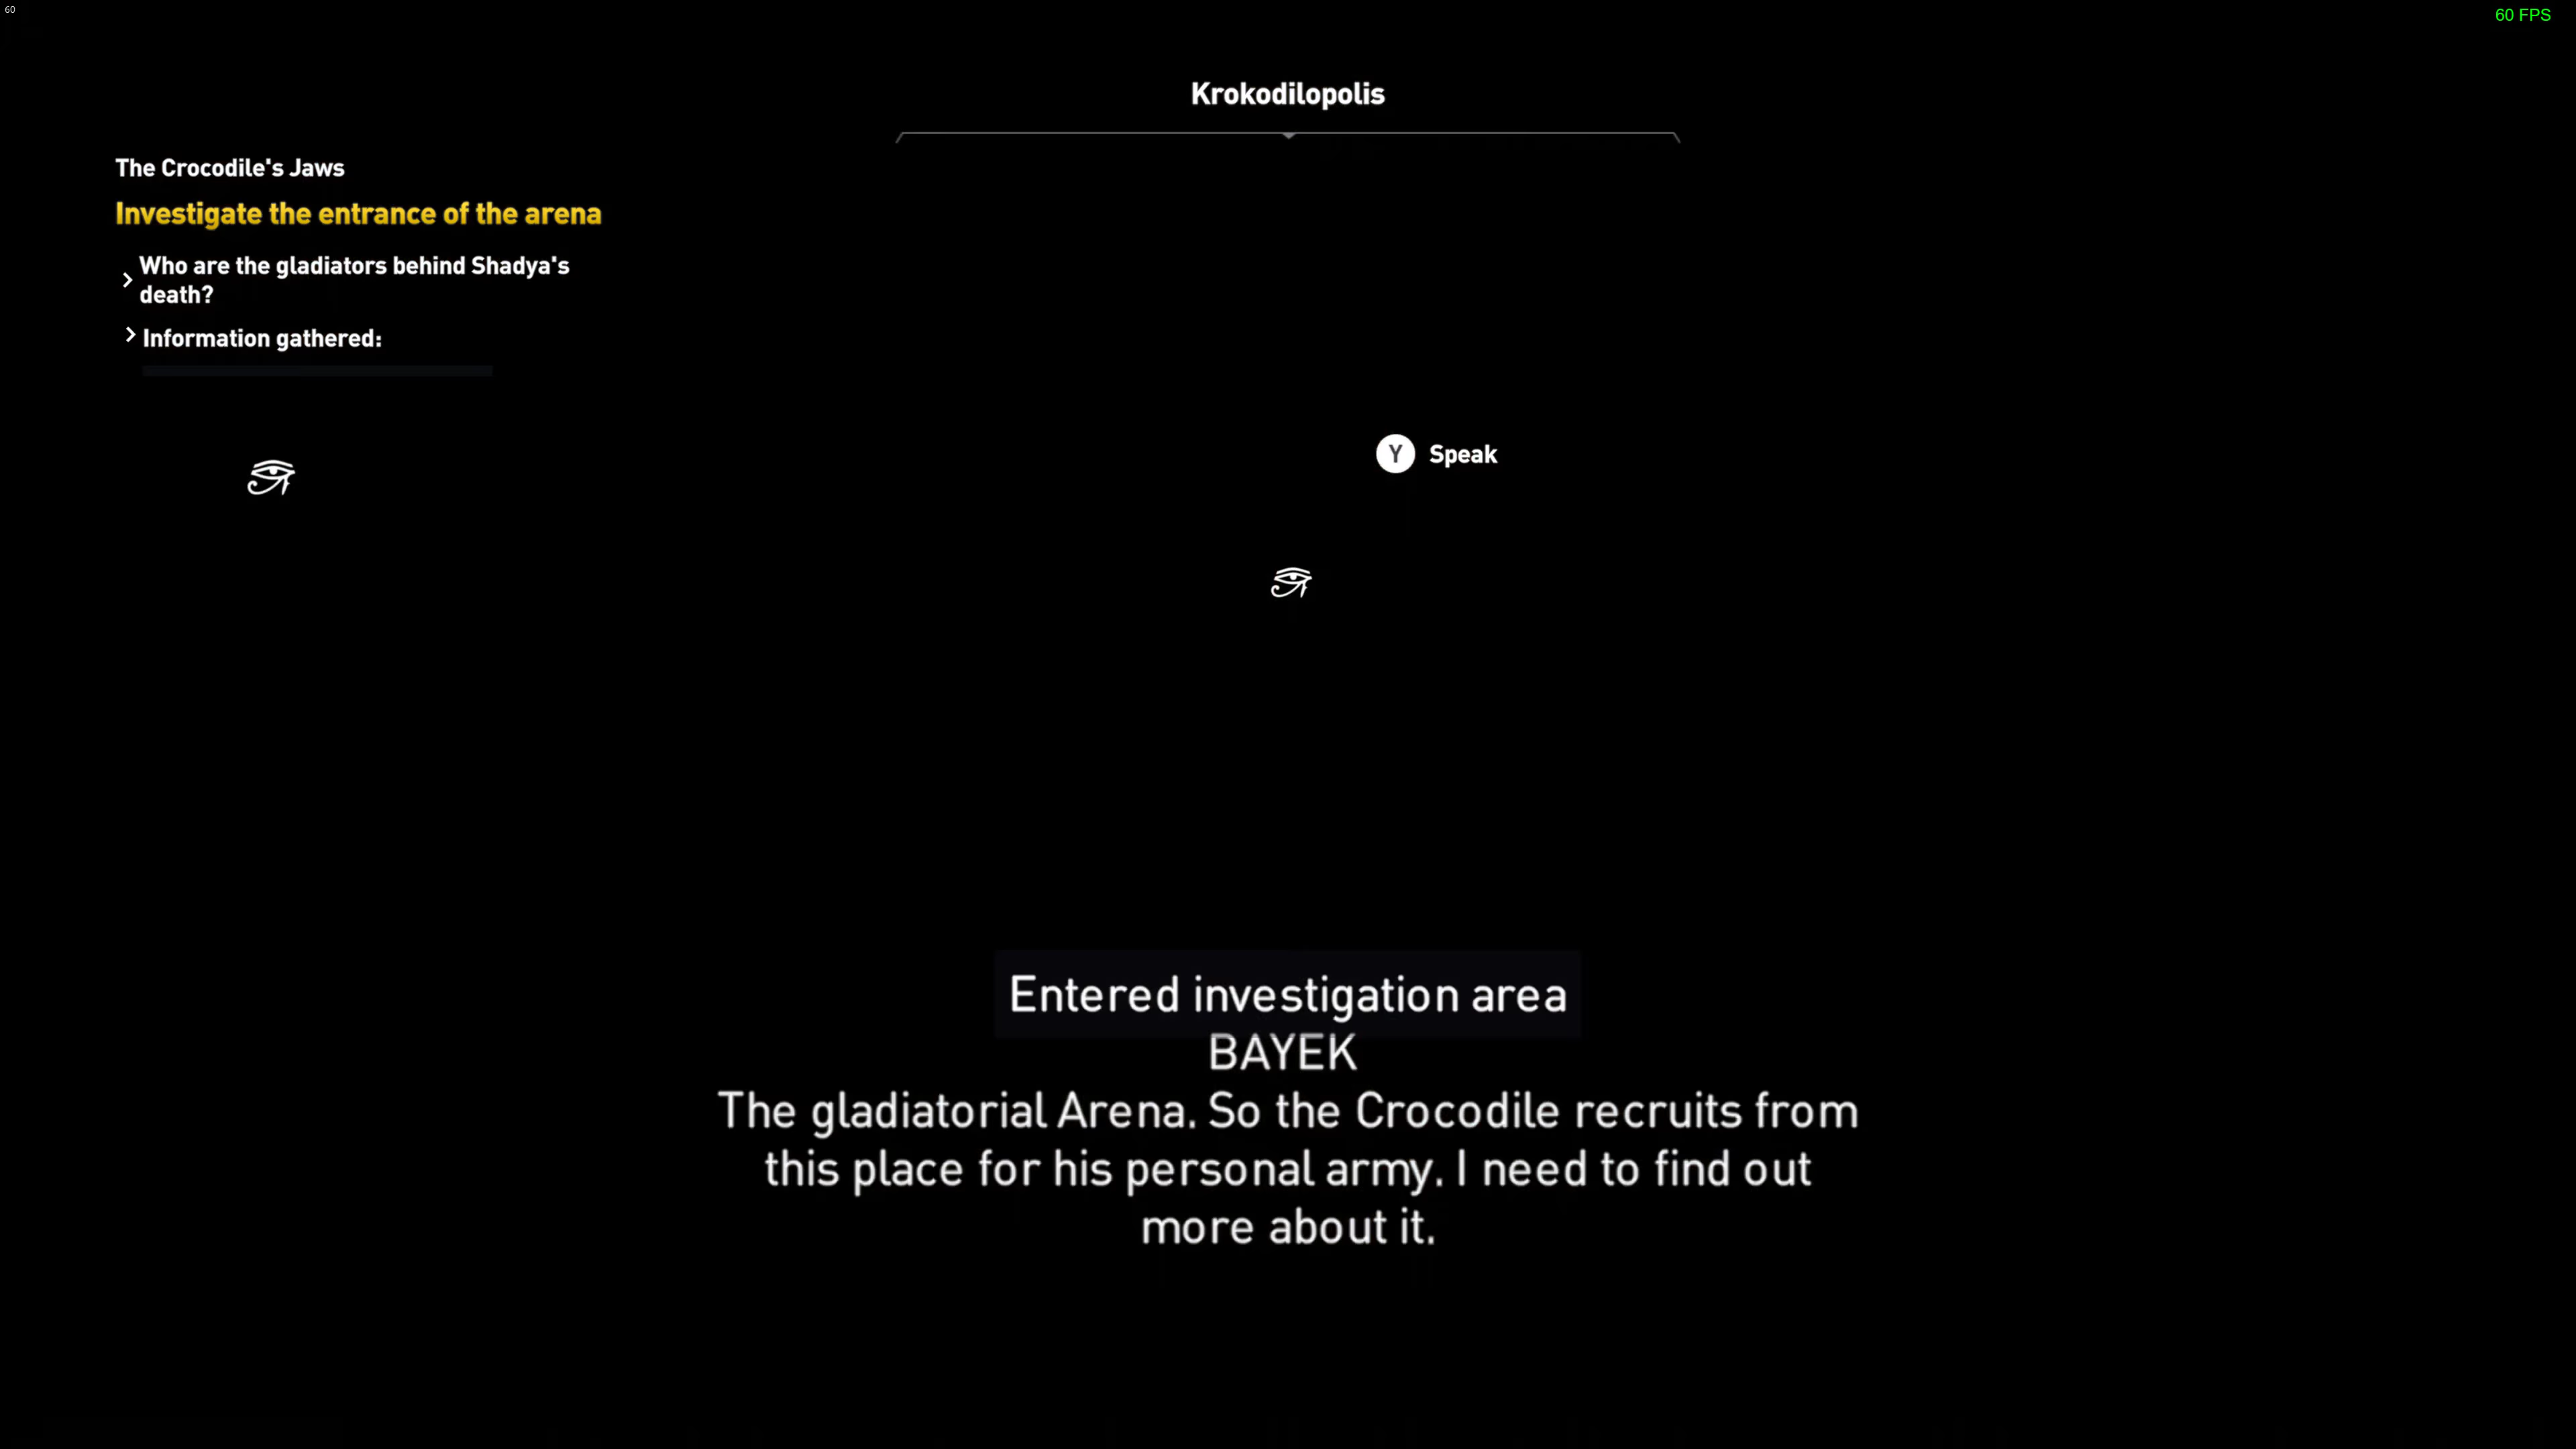 60
60 FPS
Krokodilopolis
The Crocodile's Jaws
Investigate the entrance of the arena
Who are the gladiators behind Shadya's
death?
Information gathered:
Y Speak
Entered investigation area
BAYEK
The gladiatorial Arena. So the Crocodile recruits from
this place for his personal army. I need to find out
more about it.